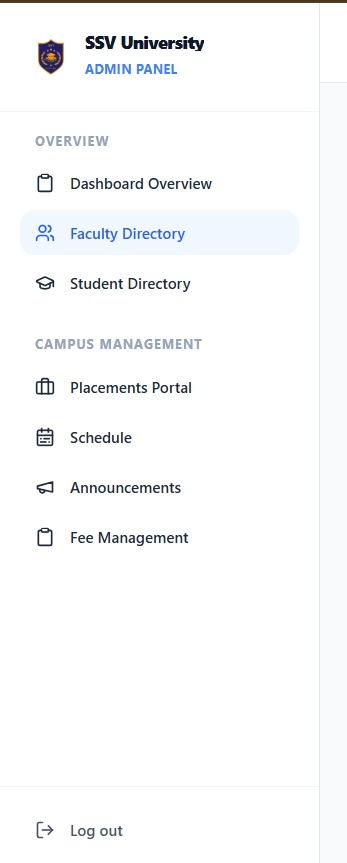 SSV University
ADMIN PANEL
OVERVIEW
Dashboard Overview
Faculty Directory
Student Directory
CAMPUS MANAGEMENT
Placements Portal
Schedule
Announcements
Fee Management
Log out